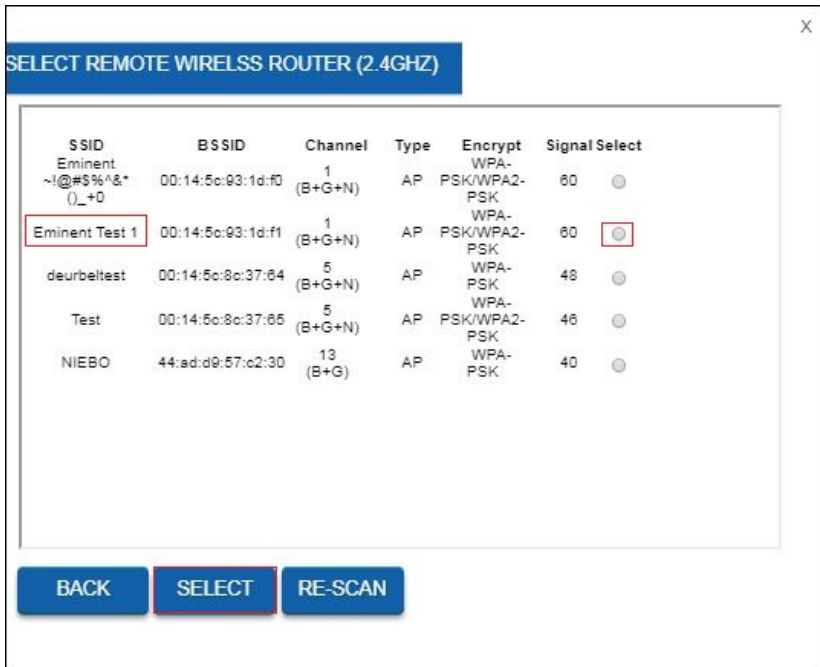 X
SELECT REMOTE WIRELSS ROUTER (2.4GHZ)
SSID BSSID Channel Type Encrypt Signal Select
Eminent
~!@#$%^&*
()_+0 00:14:5c:93:1d:f0 1
(B+G+N) AP WPA-
PSK/WPA2-
PSK 60
Eminent Test 1 00:14:5c:93:1d:f1 1
(B+G+N) AP WPA-
PSK/WPA2-
PSK 60
deurbeltest 00:14:5c:8c:37:64 5
(B+G+N) AP WPA-
PSK 48
Test 00:14:5c:8c:37:65 5
(B+G+N) AP WPA-
PSK/WPA2-
PSK 46
NIEBO 44:ad:d9:57:c2:30 13
(B+G) AP WPA-
PSK 40
BACK SELECT RE-SCAN